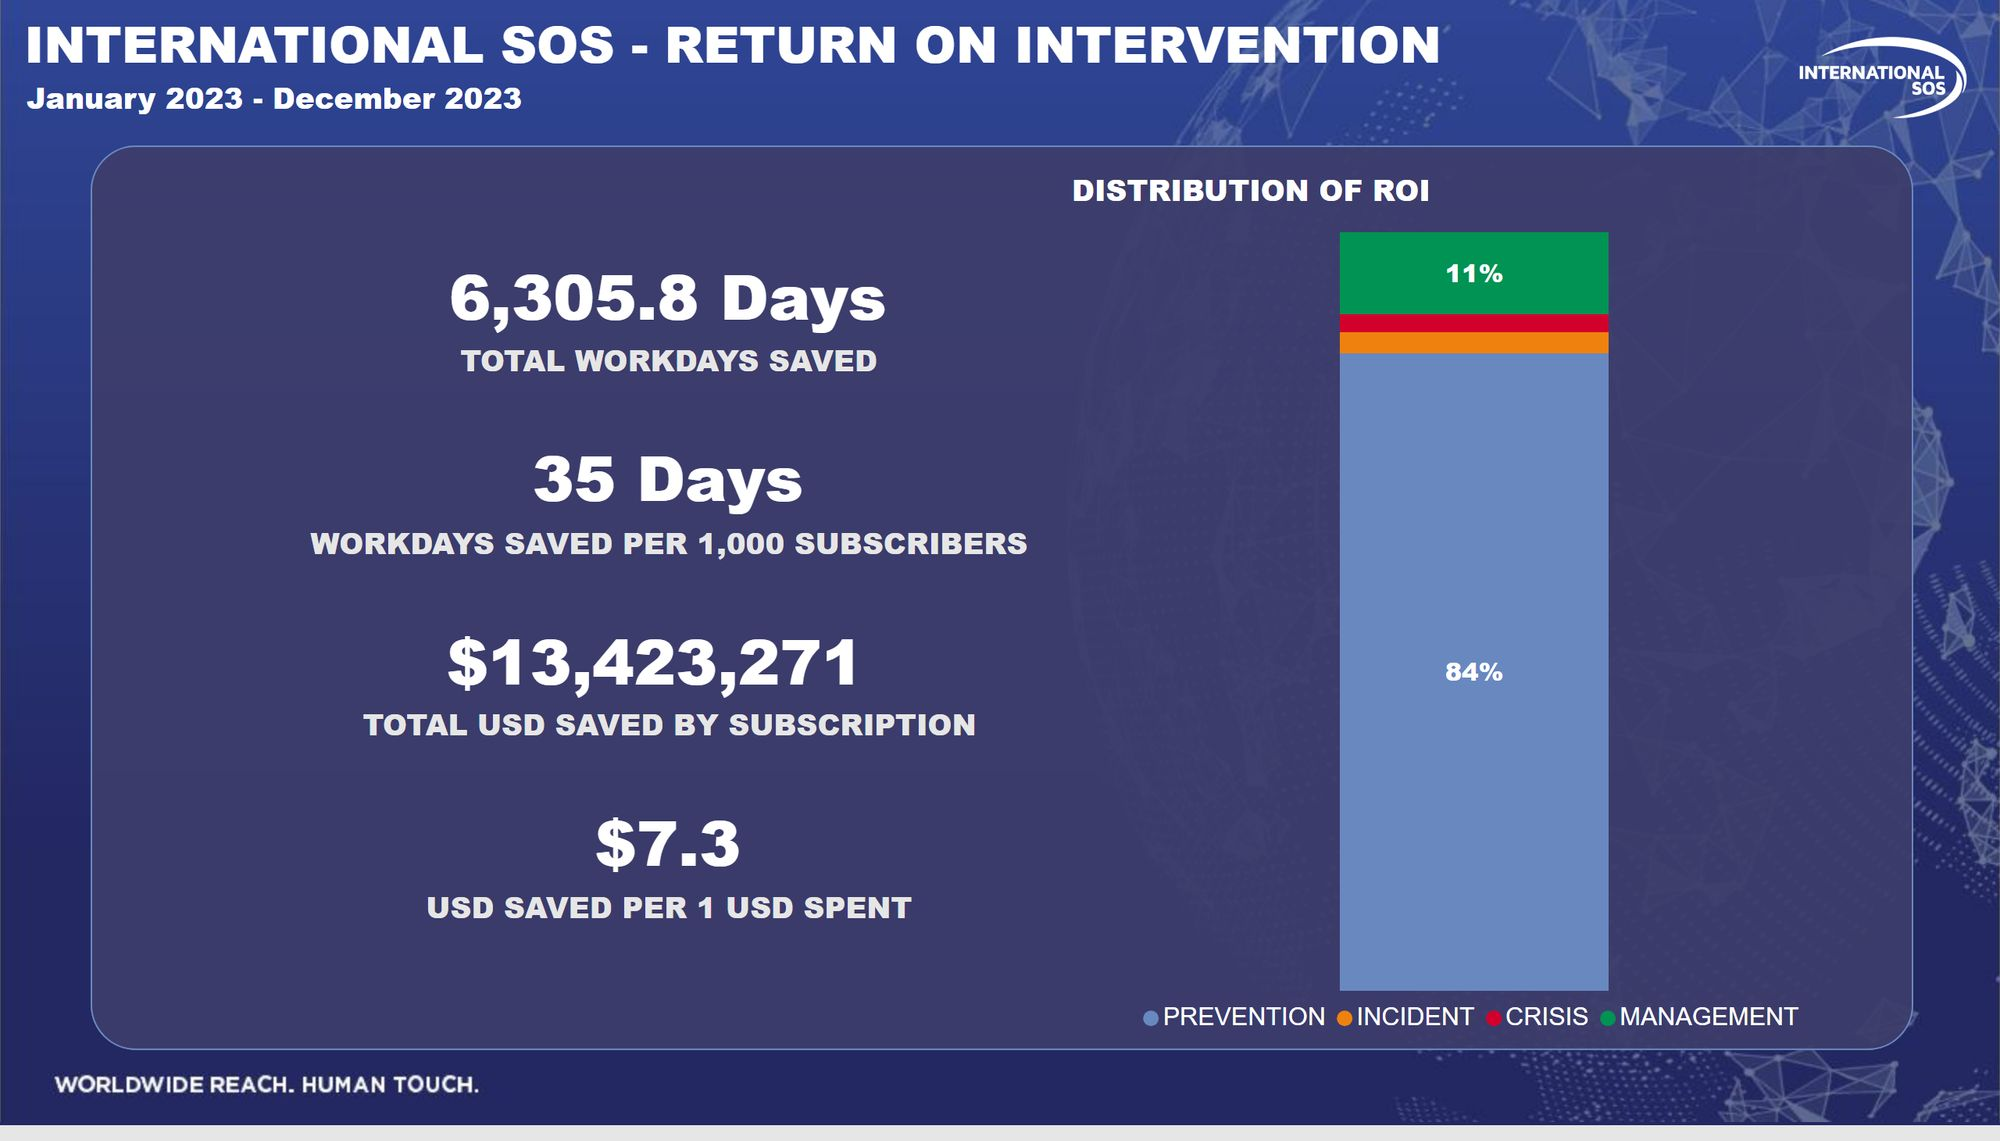 INTERNATIONAL SOS - RETURN ON INTERVENTION
January 2023 - December 2023
INTERNATIONAL
SOS
6,305.8 Days
TOTAL WORKDAYS SAVED
35 Days
WORKDAYS SAVED PER 1,000 SUBSCRIBERS
$13,423,271
TOTAL USD SAVED BY SUBSCRIPTION
$7.3
USD SAVED PER 1 USD SPENT
DISTRIBUTION OF ROI
11%
84%
PREVENTION INCIDENT CRISIS MANAGEMENT
WORLDWIDE REACH. HUMAN TOUCH.